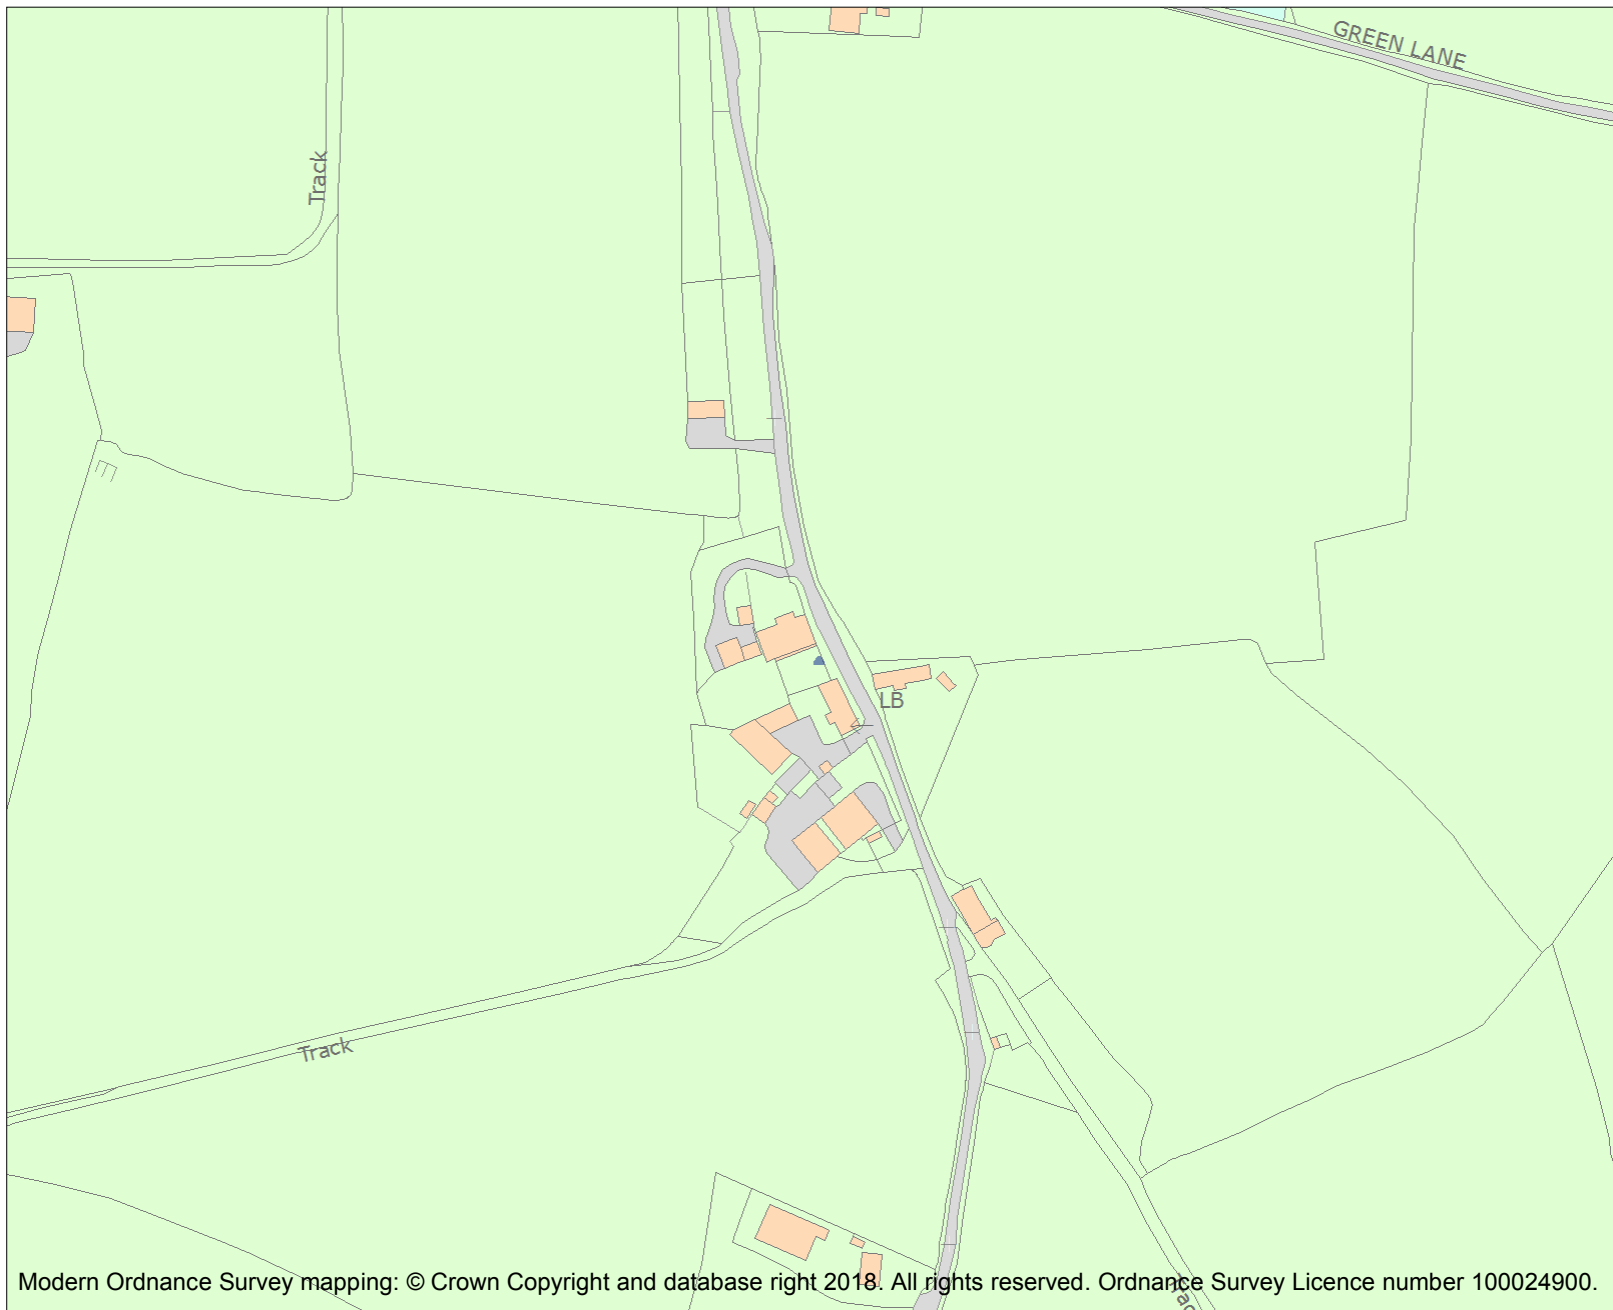 GREEN LANE
Track
LB
Track
Modern Ordnance Survey mapping: © Crown Copyright and database right 2018. All rights reserved. Ordnance Survey Licence number 100024900.